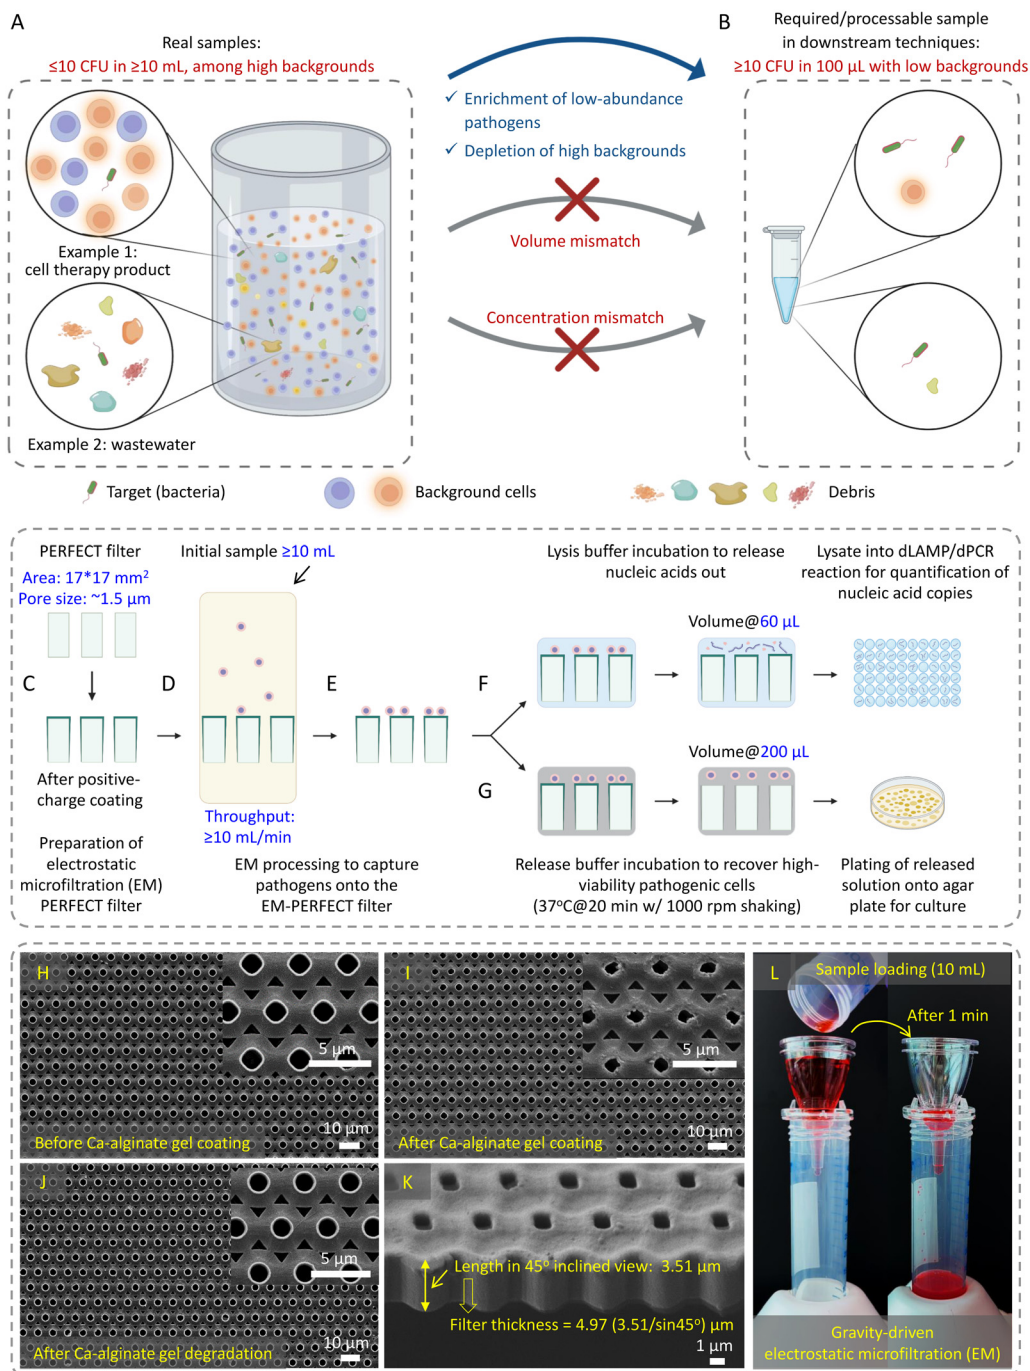 A
Real samples:
≤10 CFU in ≥10 mL, among high backgrounds
B
Required/processable sample
in downstream techniques:
≥10 CFU in 100 µL with low backgrounds
✓ Enrichment of low-abundance
pathogens
✓ Depletion of high backgrounds
Volume mismatch
Concentration mismatch
Example 1:
cell therapy product
Example 2: wastewater
Target (bacteria)
Background cells
Debris
PERFECT filter
Area: 17*17 mm²
Pore size: ~1.5 µm
C
After positive-
charge coating
Preparation of
electrostatic
microfiltration (EM)
PERFECT filter
Initial sample ≥10 mL
D
Throughput:
≥10 mL/min
E
EM processing to capture
pathogens onto the
EM-PERFECT filter
Lysis buffer incubation to release
nucleic acids out
Lysate into dLAMP/dPCR
reaction for quantification of
nucleic acid copies
F
Volume@60 µL
G
Volume@200 µL
Release buffer incubation to recover high-
viability pathogenic cells
(37°C@20 min w/ 1000 rpm shaking)
Plating of released
solution onto agar
plate for culture
H
5 µm
10 µm
Before Ca-alginate gel coating
I
5 µm
10 µm
After Ca-alginate gel coating
J
5 µm
10 µm
After Ca-alginate gel degradation
K
Length in 45° inclined view: 3.51 µm
Filter thickness = 4.97 (3.51/sin45°) µm
1 µm
L
Sample loading (10 mL)
After 1 min
Gravity-driven
electrostatic microfiltration (EM)